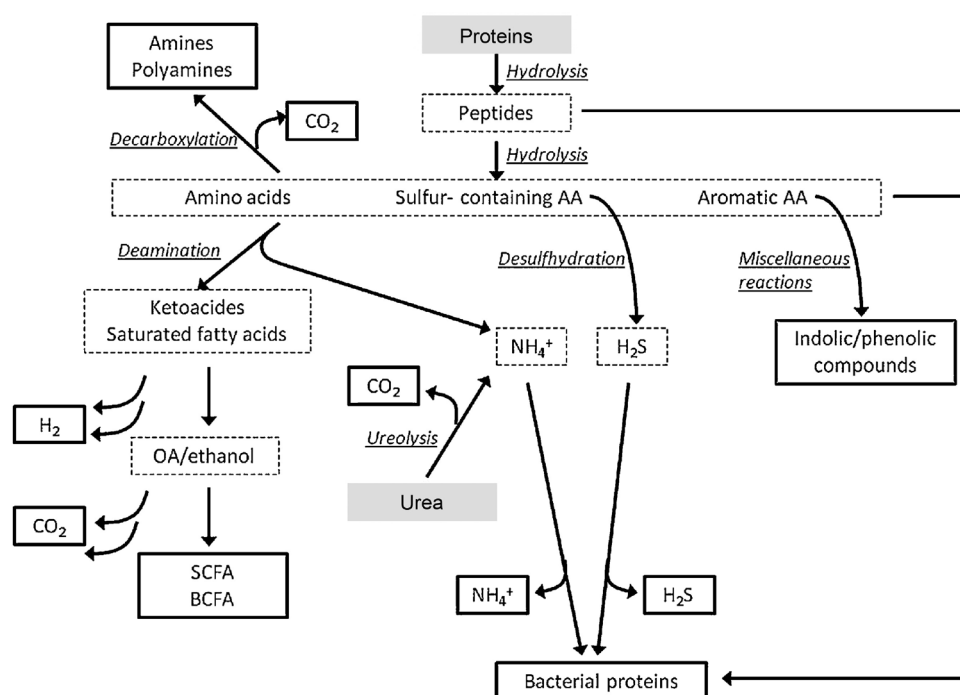 Amines
Polyamines
Proteins
Hydrolysis
Peptides
CO₂
Decarboxylation
Hydrolysis
Amino acids
Sulfur- containing AA
Aromatic AA
Deamination
Desulfhydration
Miscellaneous
reactions
Ketoacides
Saturated fatty acids
NH₄⁺
H₂S
Indolic/phenolic
compounds
CO₂
H₂
Ureolysis
OA/ethanol
Urea
CO₂
SCFA
BCFA
NH₄⁺
H₂S
Bacterial proteins